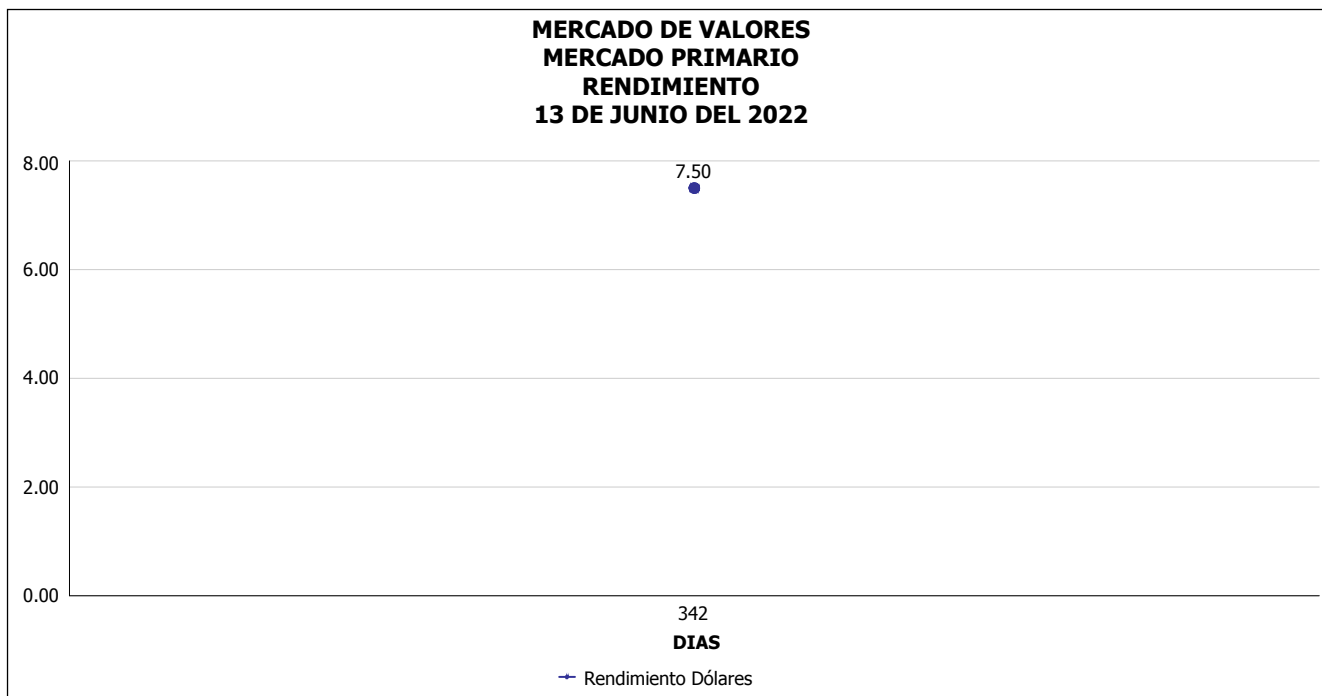 MERCADO DE VALORES
MERCADO PRIMARIO
RENDIMIENTO
13 DE JUNIO DEL 2022
8.00
7.50
6.00
4.00
2.00
0.00
342
DIAS
Rendimiento Dólares